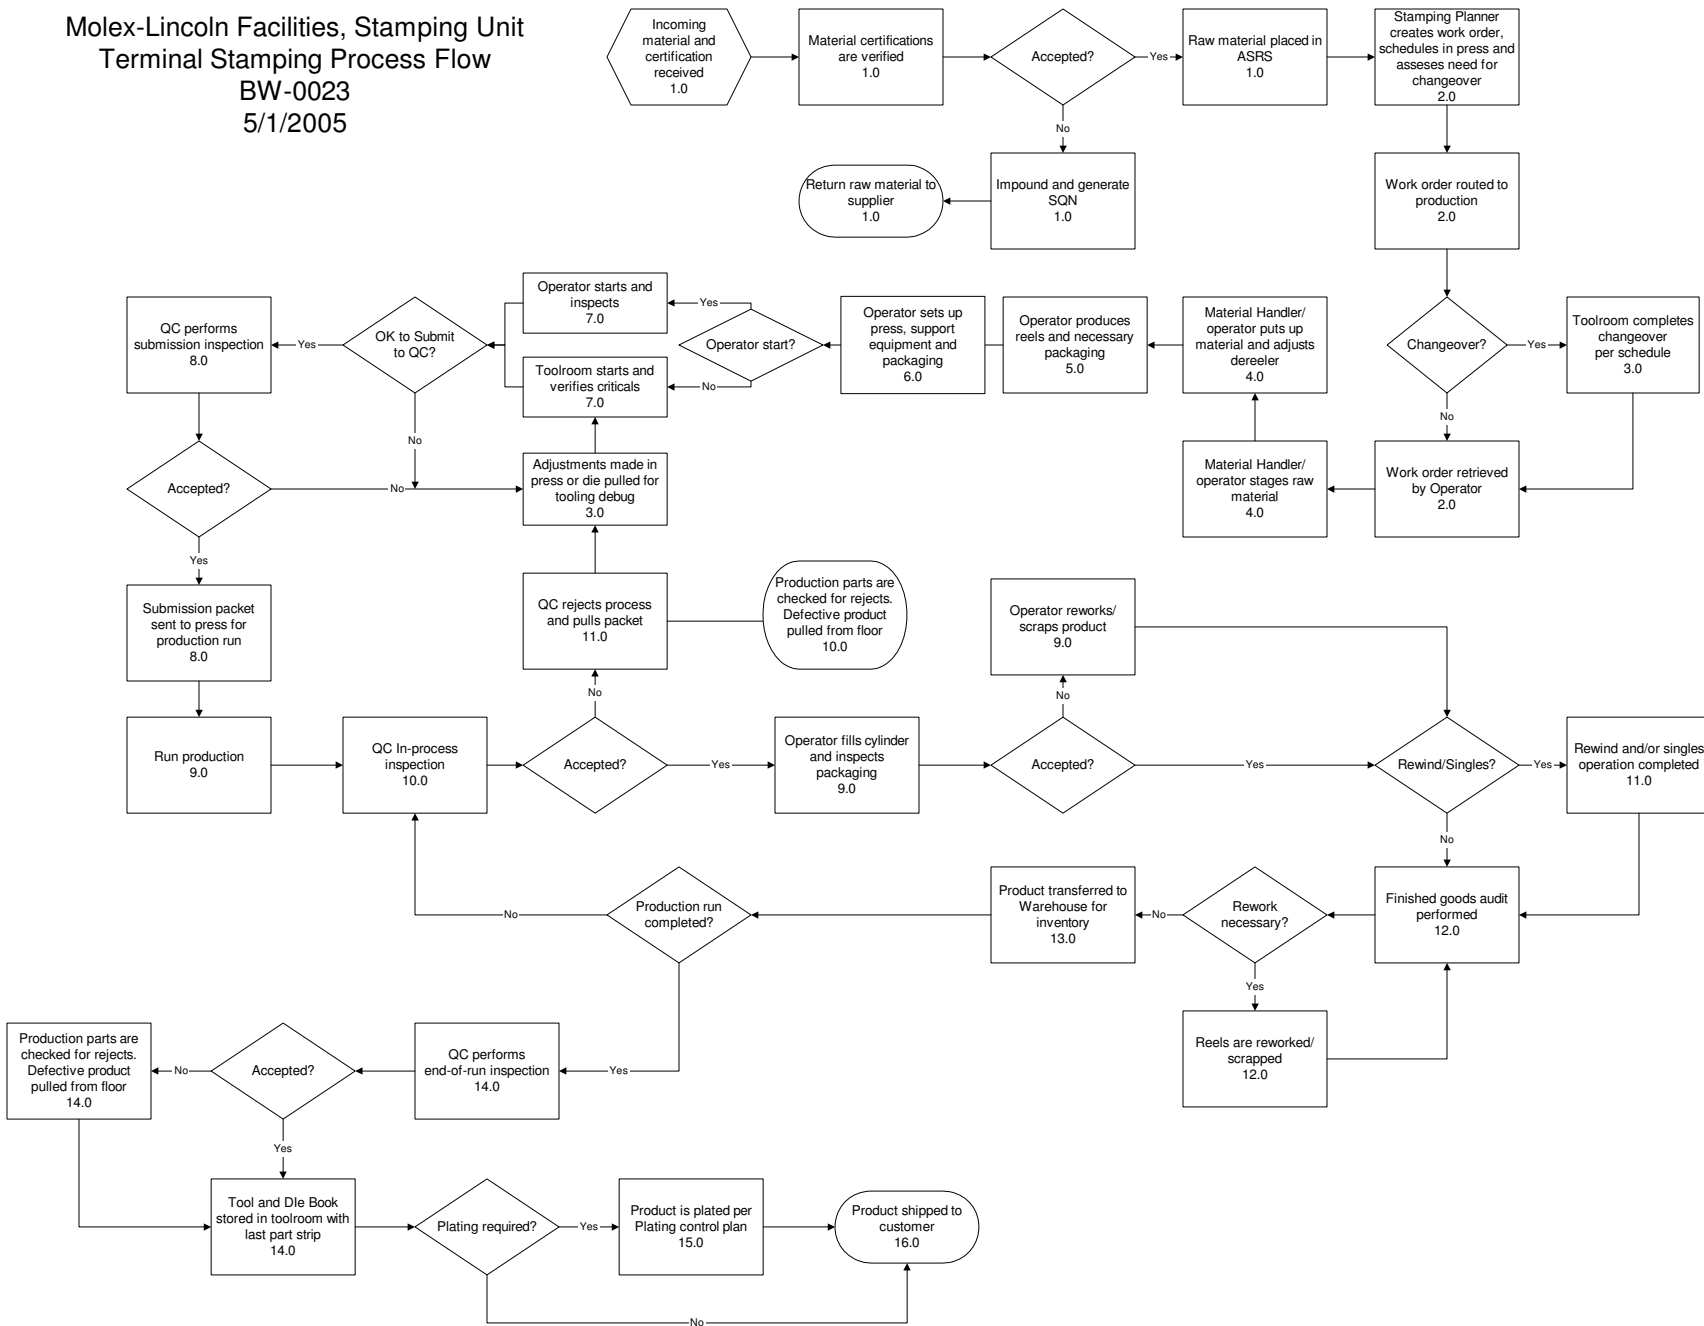 Molex-Lincoln Facilities, Stamping Unit
Terminal Stamping Process Flow
BW-0023
5/1/2005
Incoming
material and
certification
received
1.0
Material certifications
are verified
1.0
Accepted?
Yes
Raw material placed in
ASRS
1.0
Stamping Planner
creates work order,
schedules in press and
asseses need for
changeover
2.0
No
Return raw material to
supplier
1.0
Impound and generate
SQN
1.0
Work order routed to
production
2.0
QC performs
submission inspection
8.0
Yes
OK to Submit
to QC?
Operator starts and
inspects
7.0
Toolroom starts and
verifies criticals
7.0
Yes
Operator start?
No
Operator sets up
press, support
equipment and
packaging
6.0
Operator produces
reels and necessary
packaging
5.0
Material Handler/
operator puts up
material and adjusts
dereeler
4.0
Changeover?
Yes
Toolroom completes
changeover
per schedule
3.0
No
No
Accepted?
No
Adjustments made in
press or die pulled for
tooling debug
3.0
Material Handler/
operator stages raw
material
4.0
Work order retrieved
by Operator
2.0
Yes
Submission packet
sent to press for
production run
8.0
QC rejects process
and pulls packet
11.0
Production parts are
checked for rejects.
Defective product
pulled from floor
10.0
Operator reworks/
scraps product
9.0
No
No
Run production
9.0
QC In-process
inspection
10.0
Accepted?
Yes
Operator fills cylinder
and inspects
packaging
9.0
Accepted?
Yes
Rewind/Singles?
Yes
Rewind and/or singles
operation completed
11.0
No
No
Production run
completed?
Product transferred to
Warehouse for
inventory
13.0
No
Rework
necessary?
Finished goods audit
performed
12.0
Yes
Reels are reworked/
scrapped
12.0
Production parts are
checked for rejects.
Defective product
pulled from floor
14.0
No
Accepted?
QC performs
end-of-run inspection
14.0
Yes
Yes
Tool and DIe Book
stored in toolroom with
last part strip
14.0
Plating required?
Yes
Product is plated per
Plating control plan
15.0
Product shipped to
customer
16.0
No